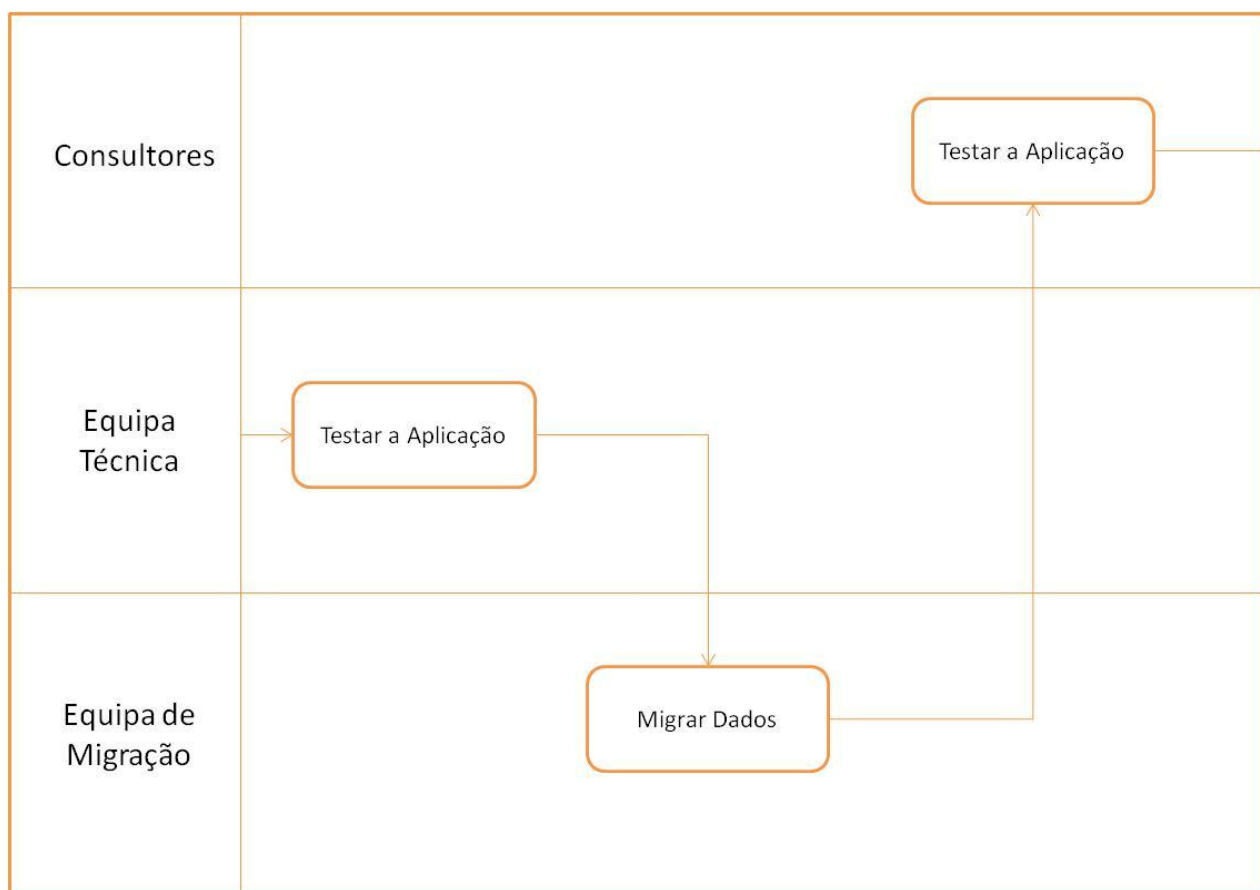 Consultores
Testar a Aplicação
Equipa
Técnica
Testar a Aplicação
Equipa de
Migração
Migrar Dados